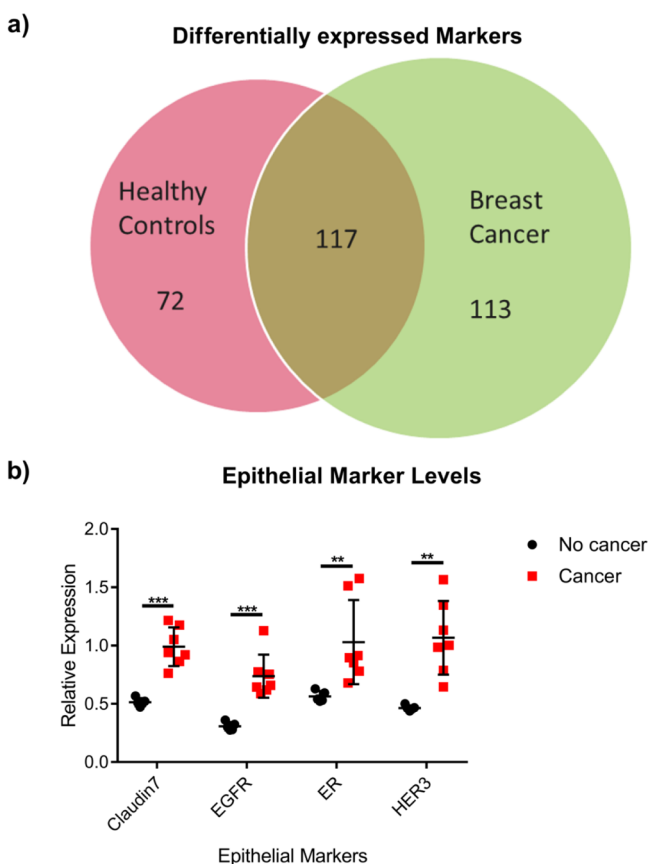 a)
Differentially expressed Markers
Healthy
Controls
72
117
Breast
Cancer
113
b)
Epithelial Marker Levels
2.0
1.5
1.0
0.5
0.0
Relative Expression
***
***
**
**
No cancer
Cancer
Claudin7
EGFR
ER
HER3
Epithelial Markers